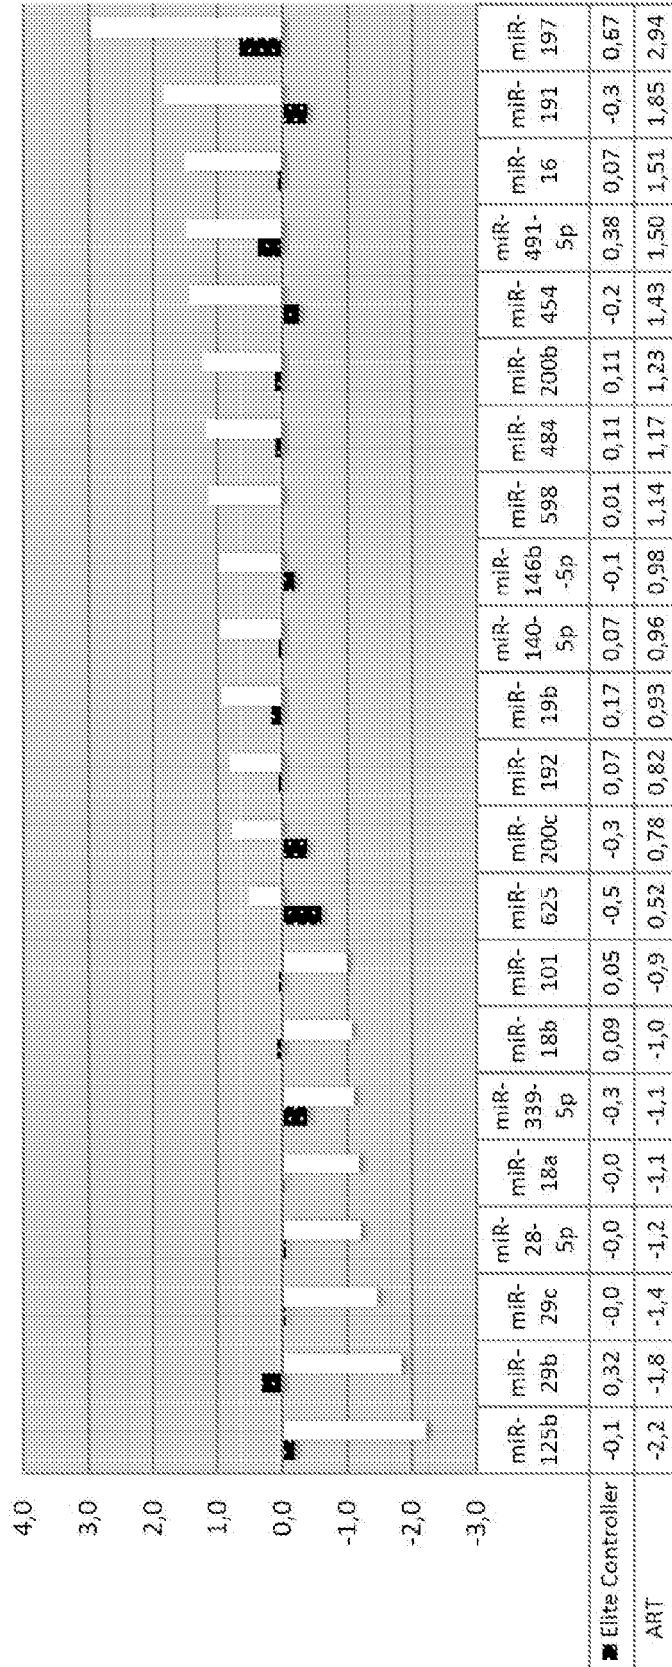 4,0
3,0
2,0
1,0
0,0
-1,0
-2,0
-3,0
miR-125b miR-29b miR-29c miR-28-5p miR-18a miR-339-5p miR-18b miR-101 miR-625 miR-200c miR-192 miR-19b miR-140-5p miR-146b-5p miR-598 miR-484 miR-200b miR-454 miR-491-5p miR-16 miR-191 miR-197
Elite Controller -0,1 0,32 -0,0 -0,0 -0,0 -0,3 0,09 0,05 -0,5 -0,3 0,07 0,17 0,07 -0,1 0,01 0,11 0,11 -0,2 0,38 0,07 -0,3 0,67
ART -2,2 -1,8 -1,4 -1,2 -1,1 -1,1 -1,0 -0,9 0,52 0,78 0,82 0,93 0,96 0,98 1,14 1,17 1,23 1,43 1,50 1,51 1,85 2,94